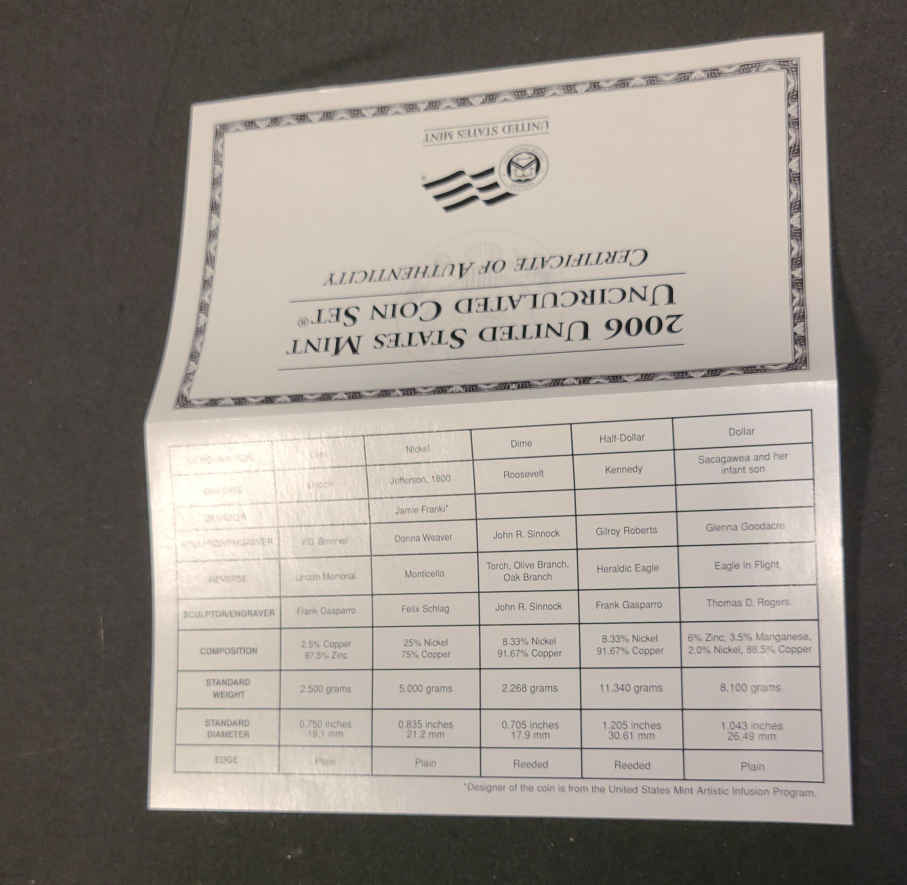 UNITED STATES MINT
2006 UNITED STATES MINT
UNCIRCULATED COIN SET®
CERTIFICATE OF AUTHENTICITY
Nickel Dime Half-Dollar Dollar
Jefferson, 1800 Roosevelt Kennedy Sacagawea and her infant son
Jamie Franki*
Donna Weaver John R. Sinnock Gilroy Roberts Glenna Goodacre
REVERSE Lincoln Memorial Monticello Torch, Olive Branch, Oak Branch Heraldic Eagle Eagle in Flight
SCULPTOR/ENGRAVER Frank Gasparro Felix Schlag John R. Sinnock Frank Gasparro Thomas D. Rogers
COMPOSITION 2.5% Copper 97.5% Zinc 25% Nickel 75% Copper 8.33% Nickel 91.67% Copper 8.33% Nickel 91.67% Copper 6% Zinc, 3.5% Manganese, 2.0% Nickel, 88.5% Copper
STANDARD WEIGHT 2.500 grams 5.000 grams 2.268 grams 11.340 grams 8.100 grams
STANDARD DIAMETER 0.750 inches 19.1 mm 0.835 inches 21.2 mm 0.705 inches 17.9 mm 1.205 inches 30.61 mm 1.043 inches 26.49 mm
EDGE Plain Plain Reeded Reeded Plain
*Designer of the coin is from the United States Mint Artistic Infusion Program.